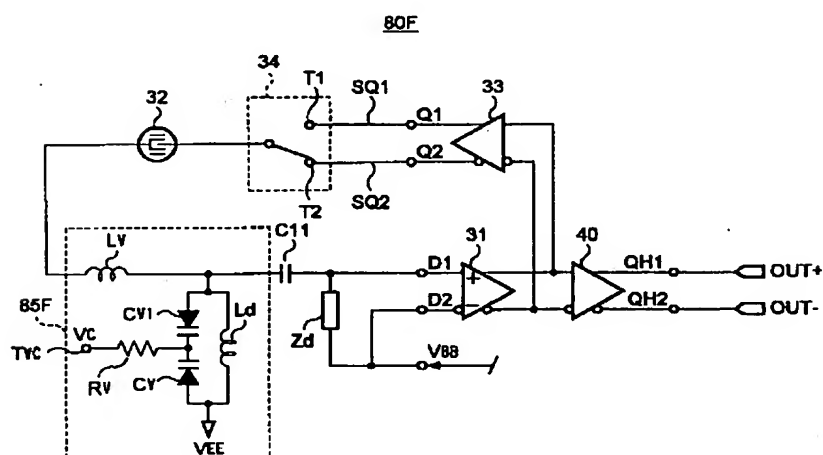 80F
34
T1
SQ1
Q1
33
32
Q2
T2
SQ2
C11
LV
D1
31
40
QH1
OUT+
D2
QH2
OUT-
85F
VC
CV1
Ld
Zd
VBB
TVC
RV
CV
VEE